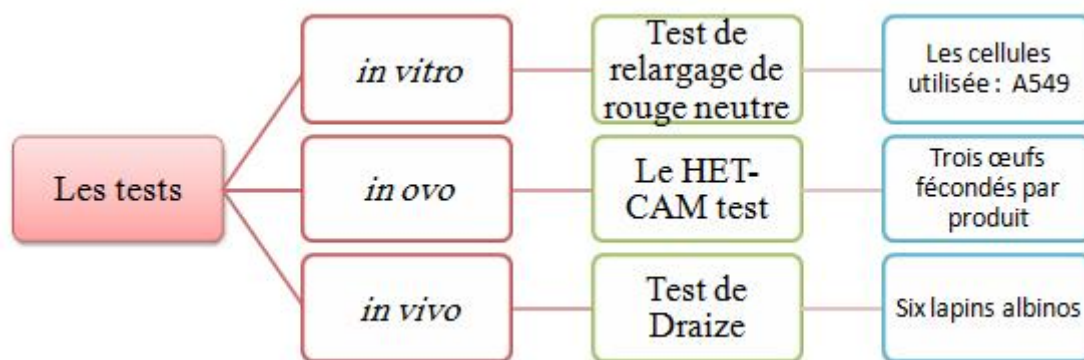 Les tests
in vitro
Test de
relargage de
rouge neutre
Les cellules
utilisée : A549
in ovo
Le HET-
CAM test
Trois œufs
fécondés par
produit
in vivo
Test de
Draize
Six lapins albinos